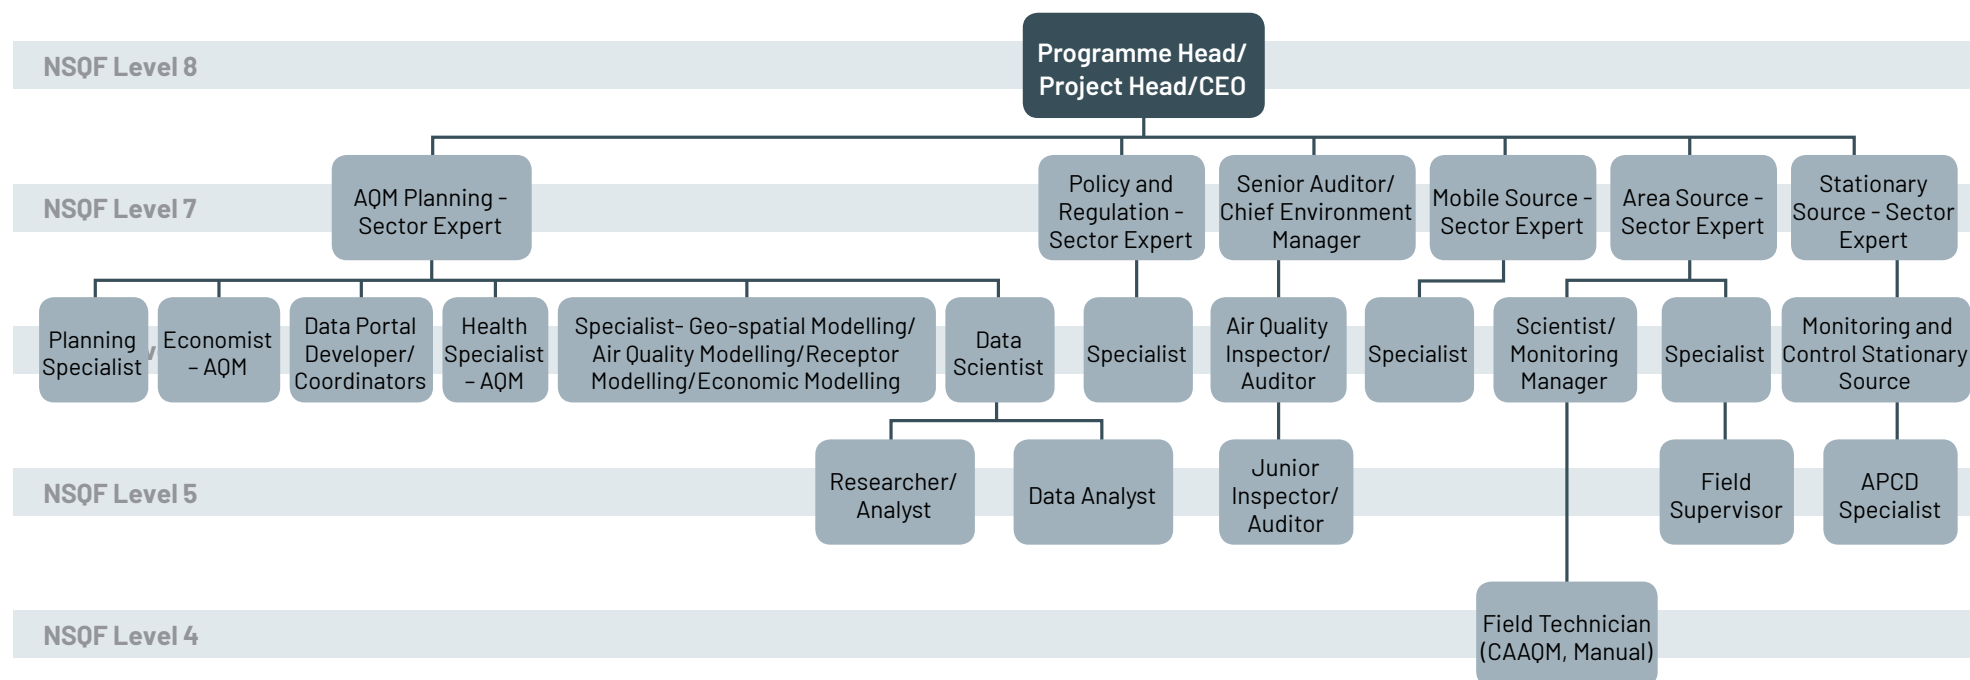 NSQF Level 8
Programme Head/
Project Head/CEO
NSQF Level 7
AQM Planning -
Sector Expert
Policy and
Regulation -
Sector Expert
Senior Auditor/
Chief Environment
Manager
Mobile Source -
Sector Expert
Area Source -
Sector Expert
Stationary
Source - Sector
Expert
Planning
Specialist
Economist
– AQM
Data Portal
Developer/
Coordinators
Health
Specialist
– AQM
Specialist- Geo-spatial Modelling/
Air Quality Modelling/Receptor
Modelling/Economic Modelling
Data
Scientist
Specialist
Air Quality
Inspector/
Auditor
Specialist
Scientist/
Monitoring
Manager
Specialist
Monitoring and
Control Stationary
Source
NSQF Level 5
Researcher/
Analyst
Data Analyst
Junior
Inspector/
Auditor
Field
Supervisor
APCD
Specialist
NSQF Level 4
Field Technician
(CAAQM, Manual)